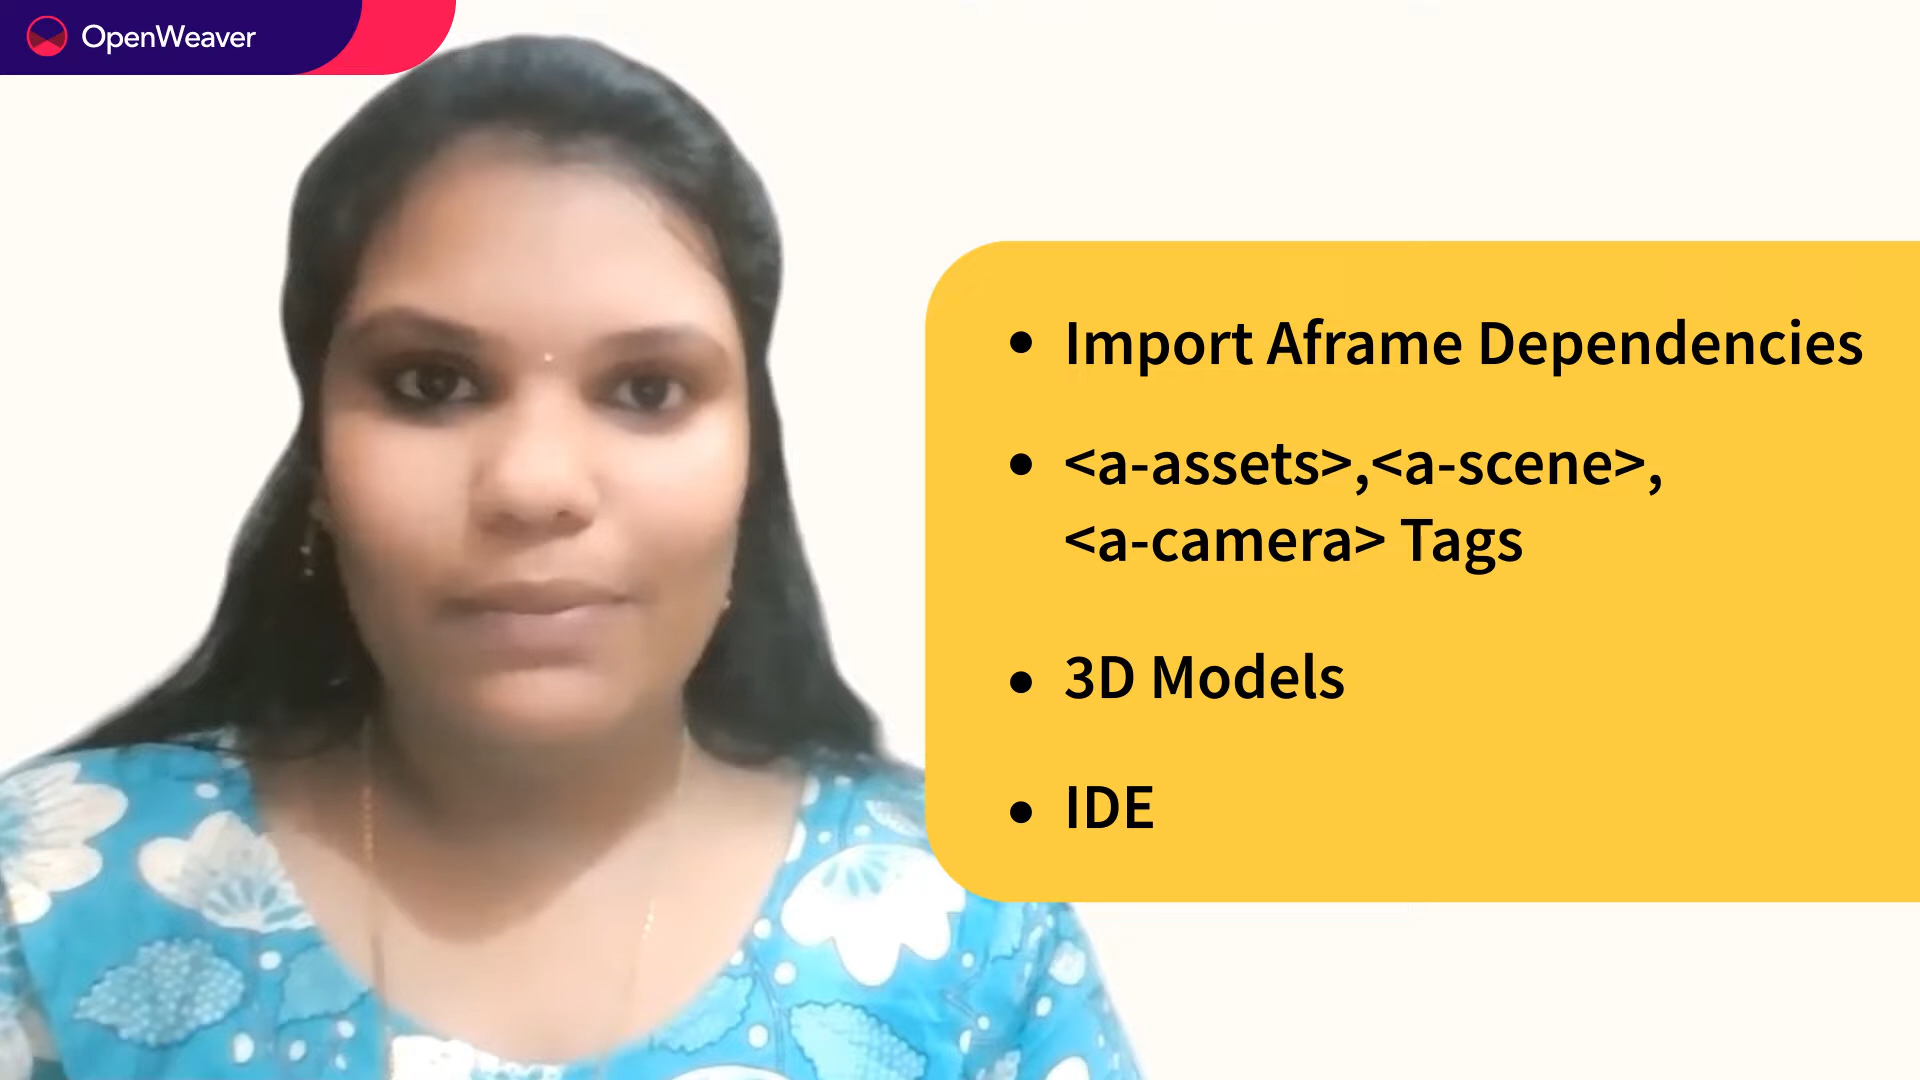 OpenWeaver
• Import Aframe Dependencies
• <a-assets>,<a-scene>,
<a-camera> Tags
• 3D Models
• IDE